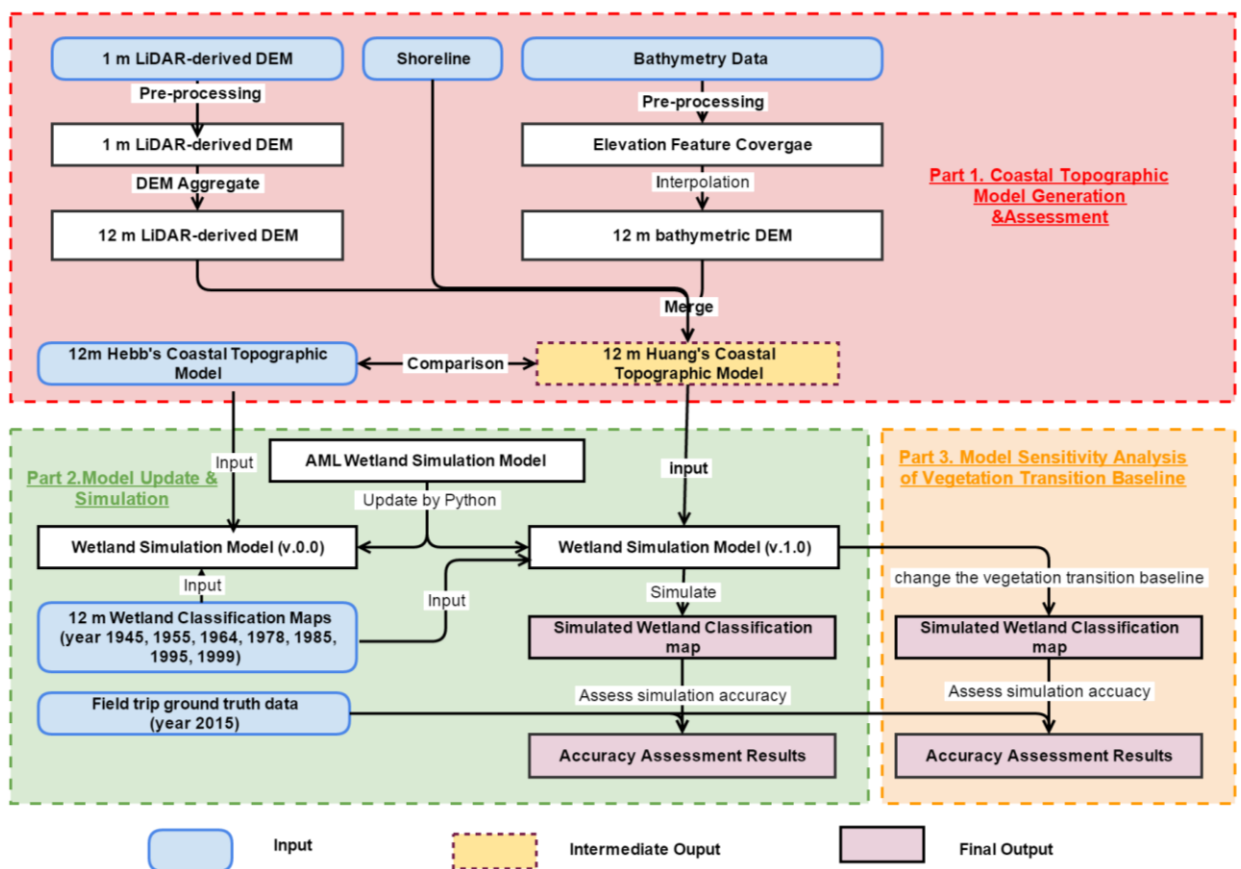 1 m LiDAR-derived DEM
Shoreline
Bathymetry Data
Pre-processing
Pre-processing
1 m LiDAR-derived DEM
Elevation Feature Covergae
DEM Aggregate
Interpolation
12 m LiDAR-derived DEM
12 m bathymetric DEM
Part 1. Coastal Topographic
Model Generation
&Assessment
Merge
12m Hebb's Coastal Topographic
Model
Comparison
12 m Huang's Coastal
Topographic Model
Part 2.Model Update &
Simulation
Input
AML Wetland Simulation Model
input
Part 3. Model Sensitivity Analysis
of Vegetation Transition Baseline
Update by Python
Wetland Simulation Model (v.0.0)
Wetland Simulation Model (v.1.0)
Input
Input
Simulate
change the vegetation transition baseline
12 m Wetland Classification Maps
(year 1945, 1955, 1964, 1978, 1985,
1995, 1999)
Simulated Wetland Classification
map
Simulated Wetland Classification
map
Field trip ground truth data
(year 2015)
Assess simulation accuracy
Assess simulation accuacy
Accuracy Assessment Results
Accuracy Assessment Results
Input
Intermediate Ouput
Final Output